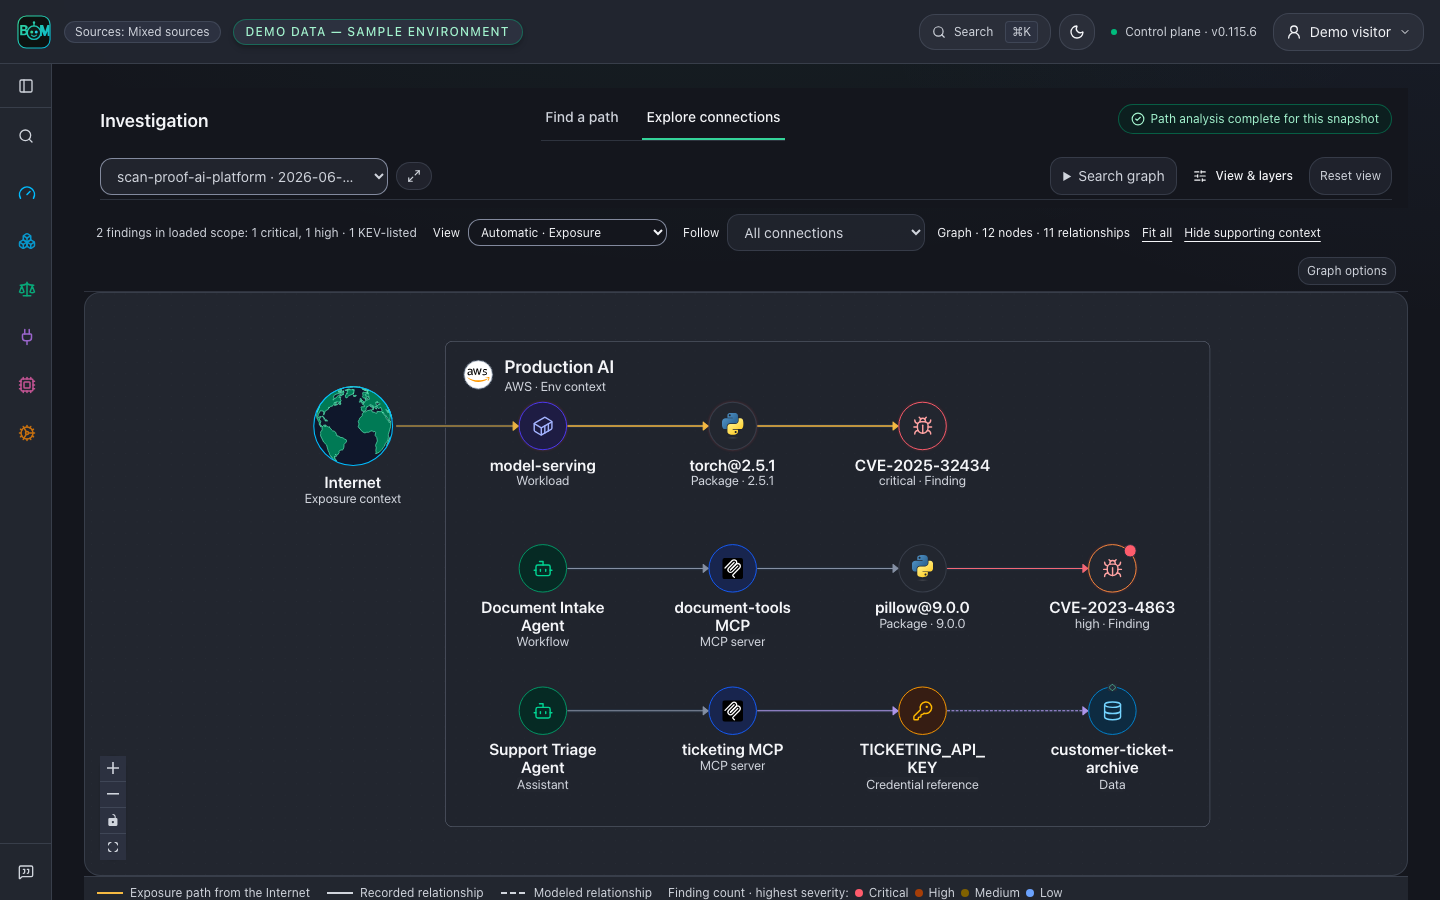 BOM
Sources: Mixed sources
DEMO DATA — SAMPLE ENVIRONMENT
Search ⌘K
Control plane · v0.115.6
Demo visitor
Investigation
Find a path
Explore connections
Path analysis complete for this snapshot
scan-proof-ai-platform · 2026-06-...
Search graph
View & layers
Reset view
2 findings in loaded scope: 1 critical, 1 high · 1 KEV-listed
View
Automatic · Exposure
Follow
All connections
Graph · 12 nodes · 11 relationships
Fit all
Hide supporting context
Graph options
aws
Production AI
AWS · Env context
Internet
Exposure context
model-serving
Workload
torch@2.5.1
Package · 2.5.1
CVE-2025-32434
critical · Finding
Document Intake
Agent
Workflow
document-tools
MCP
MCP server
pillow@9.0.0
Package · 9.0.0
CVE-2023-4863
high · Finding
Support Triage
Agent
Assistant
ticketing MCP
MCP server
TICKETING_API_
KEY
Credential reference
customer-ticket-
archive
Data
Exposure path from the Internet
Recorded relationship
Modeled relationship
Finding count · highest severity:
Critical
High
Medium
Low